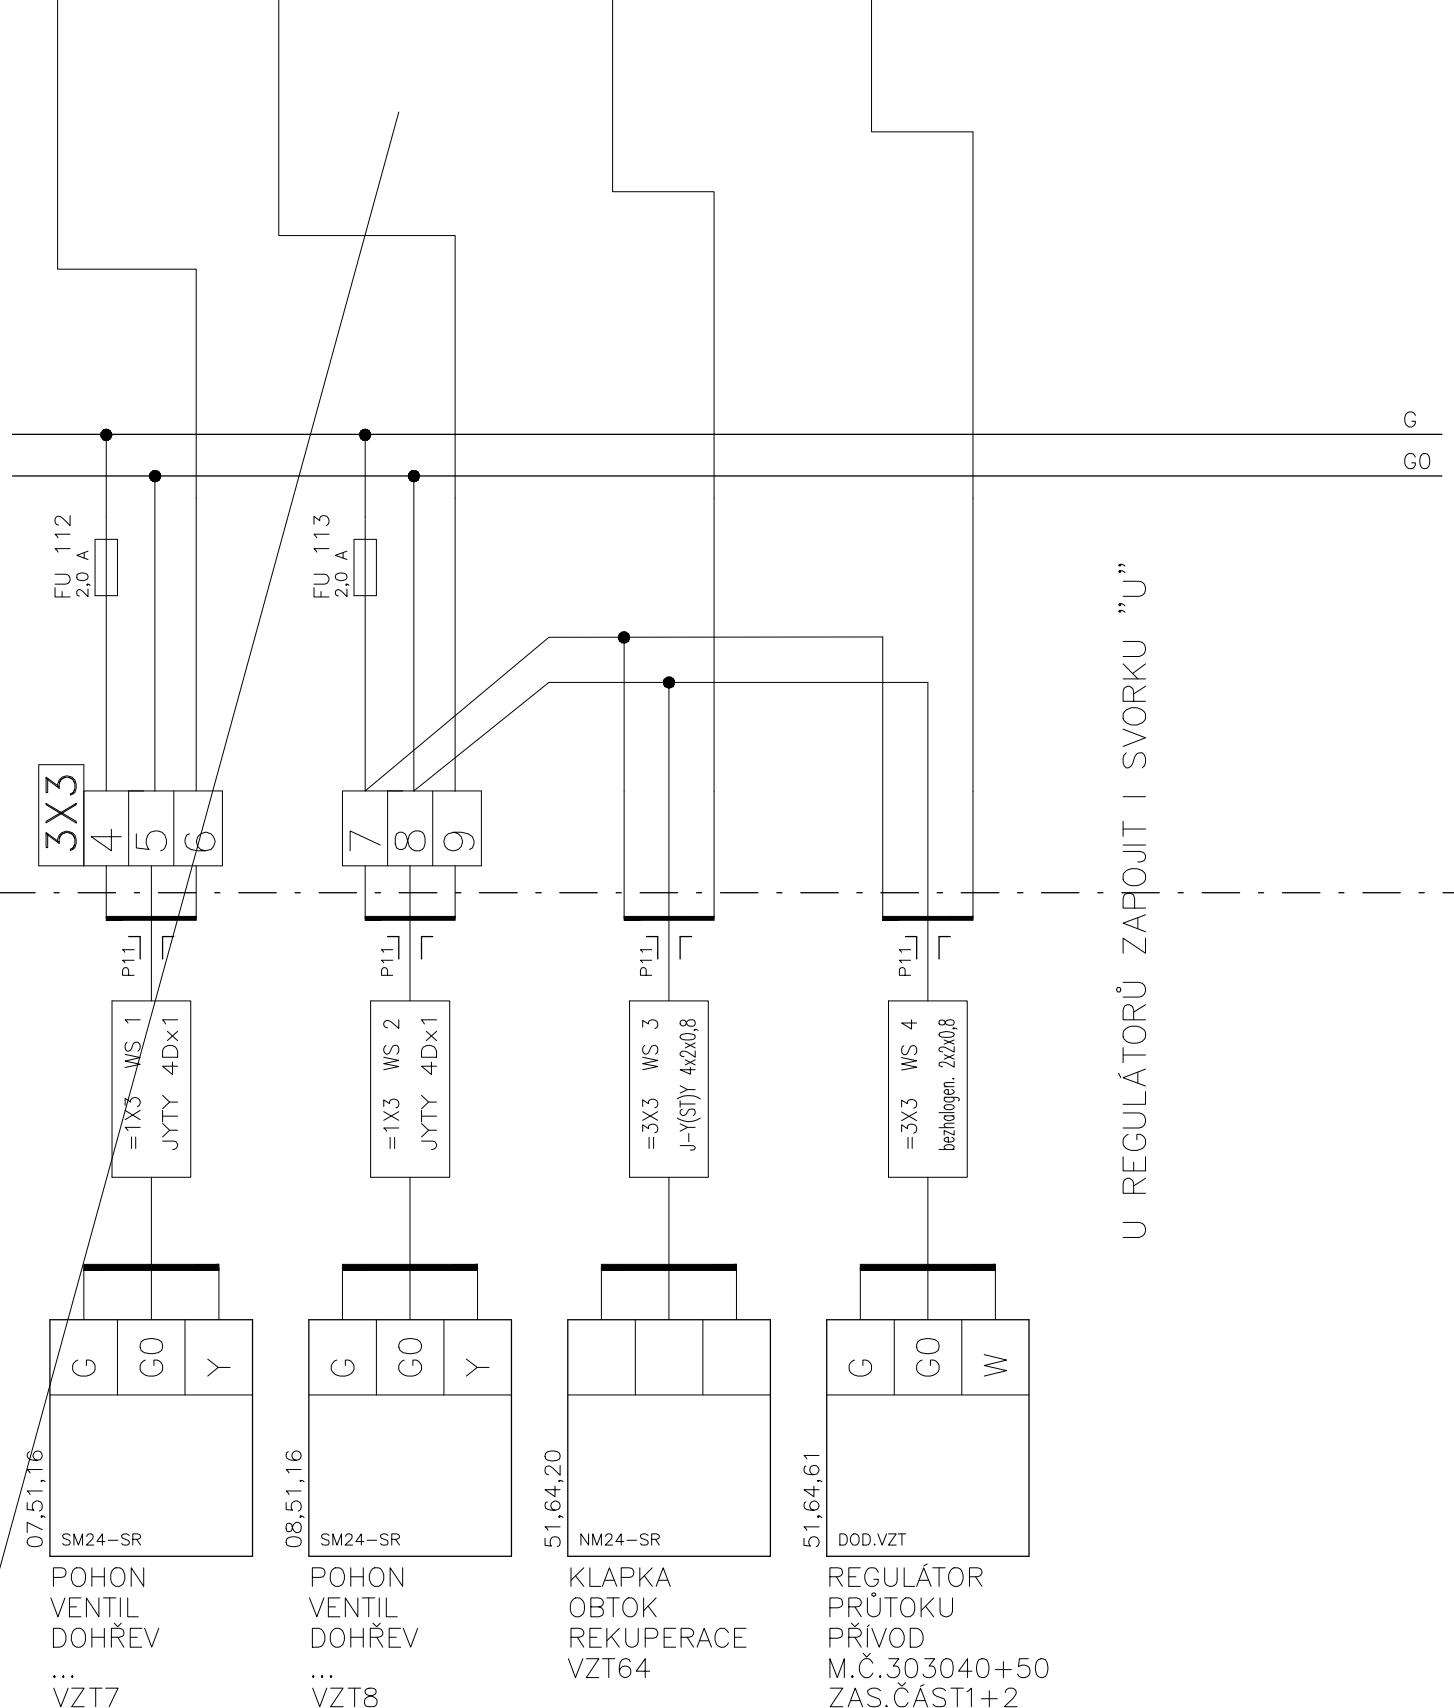 G
G0
FU 112
2,0 A
FU 113
2,0 A
3X3
4
5
6
7
8
9
P11
P11
P11
P11
=1X3 WS 1
JYTY 4Dx1
=1X3 WS 2
JYTY 4Dx1
=3X3 WS 3
J-Y(ST)Y 4x2x0,8
=3X3 WS 4
bezhalogen. 2x2x0,8
U REGULÁTORŮ ZAPOJIT I SVORKU "U"
G
G0
Y
G
G0
Y
G
G0
W
07,51,16
SM24-SR
08,51,16
SM24-SR
51,64,20
NM24-SR
51,64,61
DOD.VZT
POHON
VENTIL
DOHŘEV
...
VZT7
POHON
VENTIL
DOHŘEV
...
VZT8
KLAPKA
OBTOK
REKUPERACE
VZT64
REGULÁTOR
PRŮTOKU
PŘÍVOD
M.Č.303040+50
ZAS.ČÁST1+2